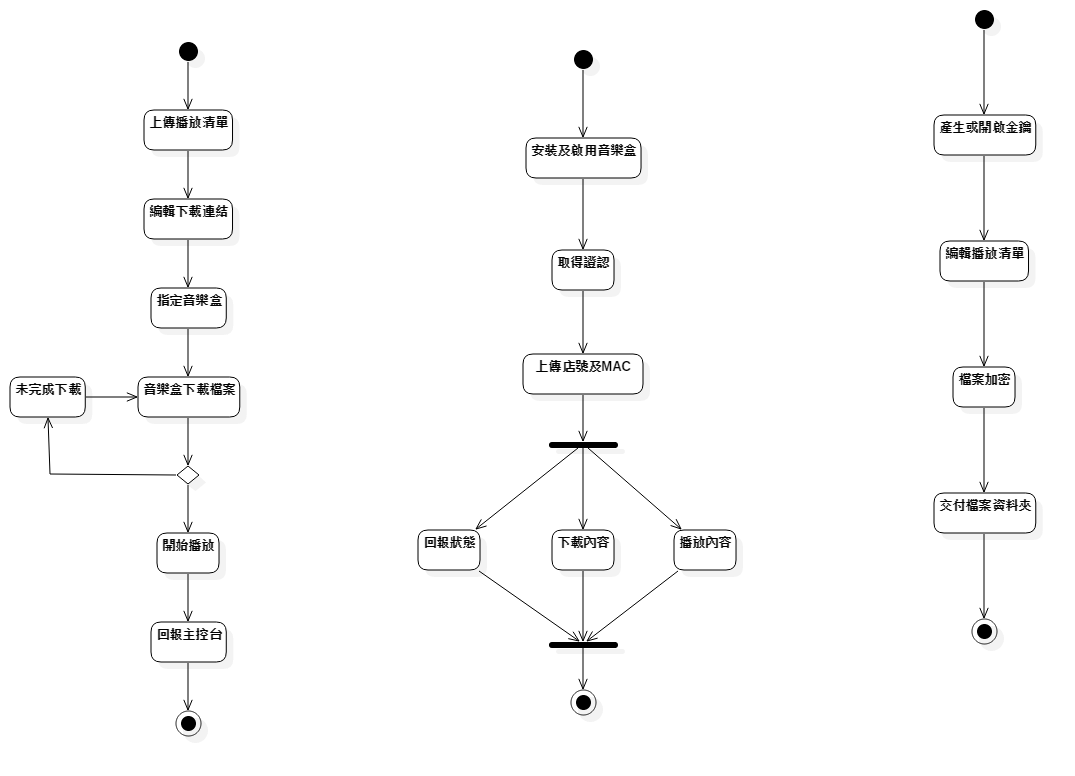 上傳播放清單
編輯下載連結
指定音樂盒
未完成下載
音樂盒下載檔案
開始播放
回報主控台
安裝及啟用音樂盒
取得證認
上傳店號及MAC
回報狀態
下載內容
播放內容
產生或開啟金鑰
編輯播放清單
檔案加密
交付檔案資料夾